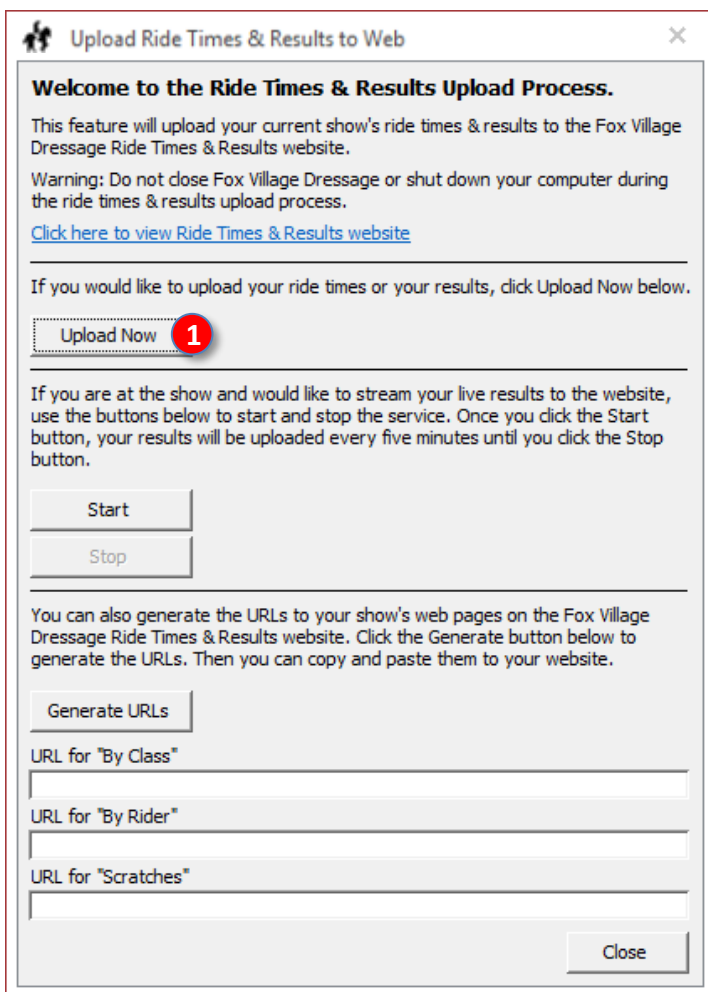 Upload Ride Times & Results to Web
Welcome to the Ride Times & Results Upload Process.
This feature will upload your current show's ride times & results to the Fox Village
Dressage Ride Times & Results website.
Warning: Do not close Fox Village Dressage or shut down your computer during
the ride times & results upload process.
Click here to view Ride Times & Results website
If you would like to upload your ride times or your results, click Upload Now below.
Upload Now 1
If you are at the show and would like to stream your live results to the website,
use the buttons below to start and stop the service. Once you click the Start
button, your results will be uploaded every five minutes until you click the Stop
button.
Start
Stop
You can also generate the URLs to your show's web pages on the Fox Village
Dressage Ride Times & Results website. Click the Generate button below to
generate the URLs. Then you can copy and paste them to your website.
Generate URLs
URL for "By Class"
URL for "By Rider"
URL for "Scratches"
Close